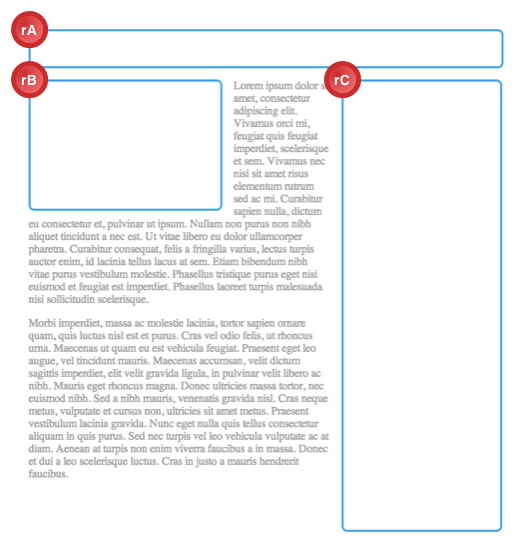 rA
rB
rC
Lorem ipsum dolor
amet, consectetur
adipiscing elit.
Vivamus orci mi,
feugiat quis feugiat
imperdiet, scelerisque
et sem. Vivamus nec
nisi sit amet risus
elementum rutrum
sed ac mi. Curabitur
sapien nulla, dictum
eu consectetur et, pulvinar ut ipsum. Nullam non purus non nibh
aliquet tincidunt a nec est. Ut vitae libero eu dolor ullamcorper
pharetra. Curabitur consequat, felis a fringilla varius, lectus turpis
auctor enim, id lacinia tellus lacus at sem. Etiam bibendum nibh
vitae purus vestibulum molestie. Phasellus tristique purus eget nisi
euismod et feugiat est imperdiet. Phasellus laoreet turpis malesuada
nisi sollicitudin scelerisque.
Morbi imperdiet, massa ac molestie lacinia, tortor sapien ornare
quam, quis luctus nisl est et purus. Cras vel odio felis, ut rhoncus
urna. Maecenas ut quam eu est vehicula feugiat. Praesent eget leo
augue, vel tincidunt mauris. Maecenas accumsan, velit dictum
sagittis imperdiet, elit velit gravida ligula, in pulvinar velit libero ac
nibh. Mauris eget rhoncus magna. Donec ultricies massa tortor, nec
euismod nibh. Sed a nibh mauris, venenatis gravida nisl. Cras neque
metus, vulputate et cursus non, ultricies sit amet metus. Praesent
vestibulum lacinia gravida. Nunc eget nulla quis tellus consectetur
aliquam in quis purus. Sed nec turpis vel leo vehicula vulputate ac at
diam. Aenean at turpis non enim viverra faucibus a in massa. Donec
et dui a leo scelerisque luctus. Cras in justo a mauris hendrerit
faucibus.